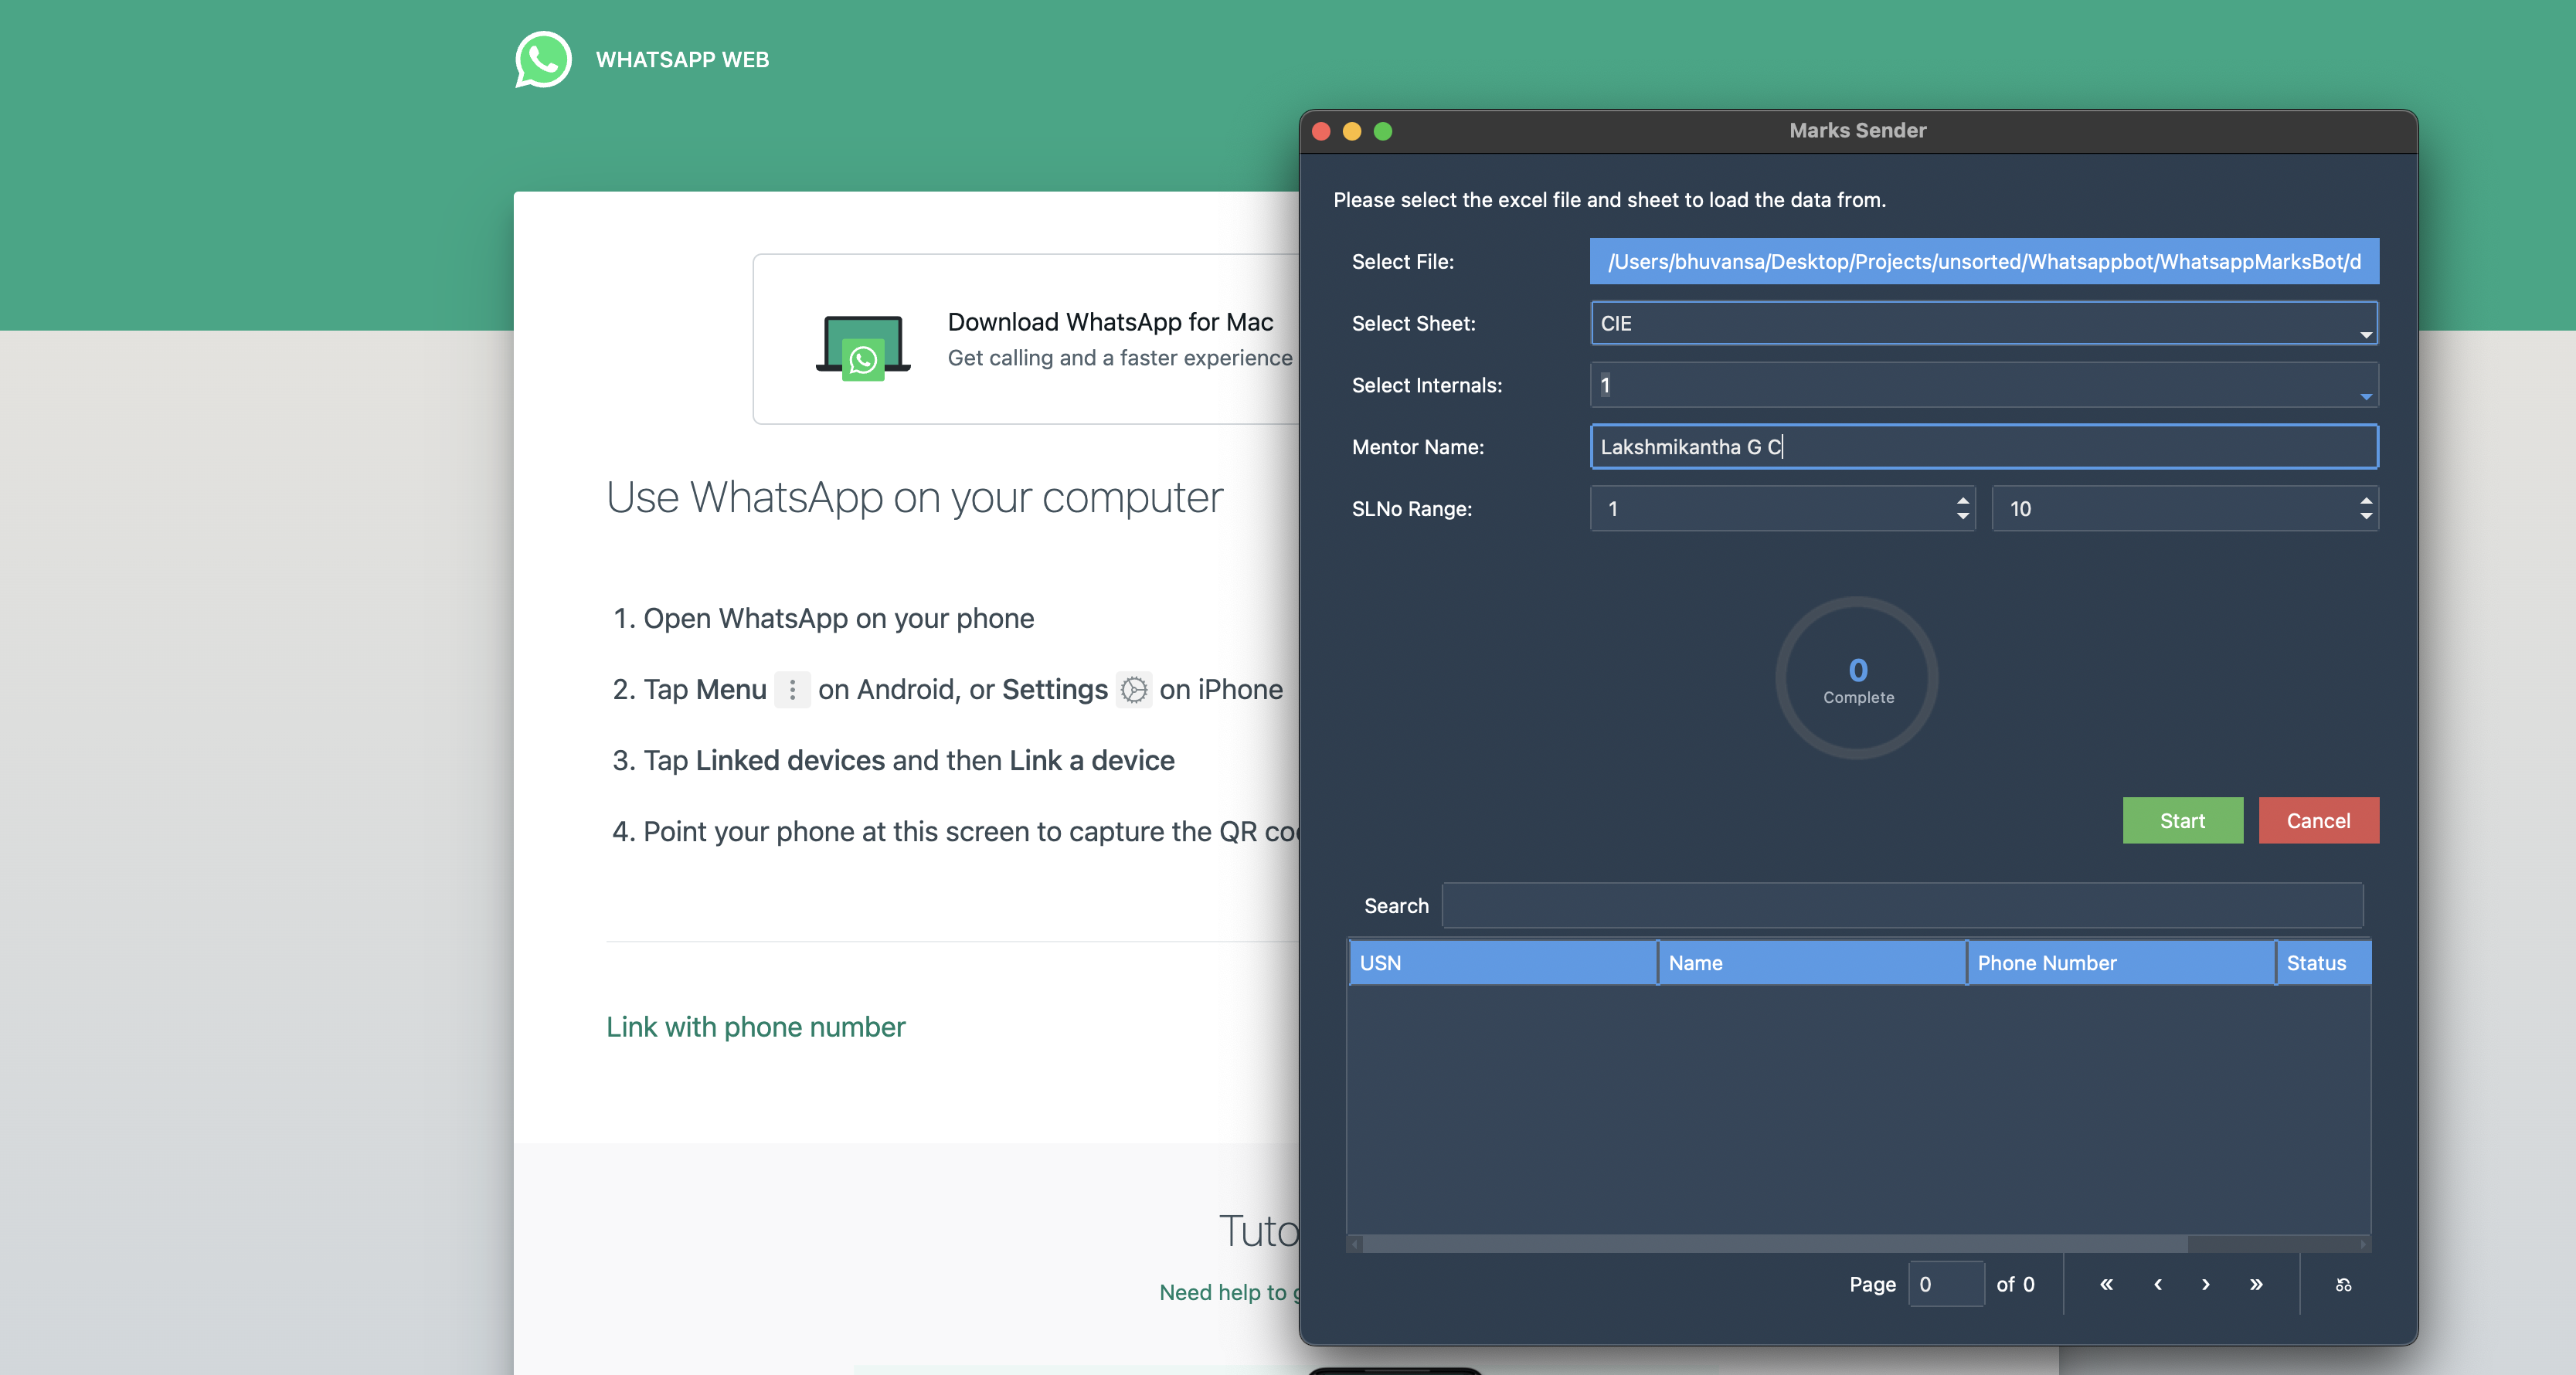 WHATSAPP WEB
Download WhatsApp for Mac
Get calling and a faster experience
Use WhatsApp on your computer
1. Open WhatsApp on your phone
2. Tap Menu on Android, or Settings on iPhone
3. Tap Linked devices and then Link a device
4. Point your phone at this screen to capture the QR
Link with phone number
Need help to
Marks Sender
Please select the excel file and sheet to load the data from.
Select File: /Users/bhuvansa/Desktop/Projects/unsorted/Whatsappbot/WhatsappMarksBot/d
Select Sheet: CIE
Select Internals: 1
Mentor Name: Lakshmikantha G C
SLNo Range: 1 10
0
Complete
Start Cancel
Search
USN Name Phone Number Status
Page 0 of 0 « ‹ › »